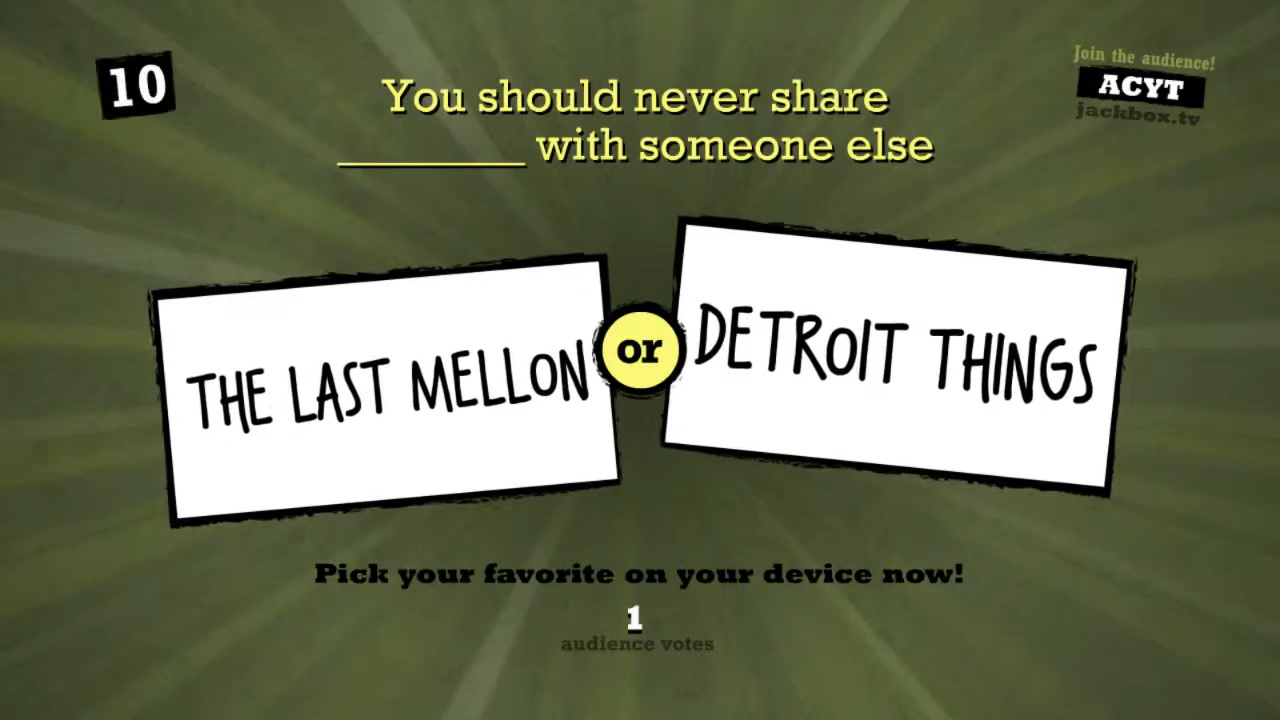 10
Join the audience!
ACYT
jackbox.tv
You should never share
________ with someone else
THE LAST MELLON
or
DETROIT THINGS
Pick your favorite on your device now!
1
audience votes